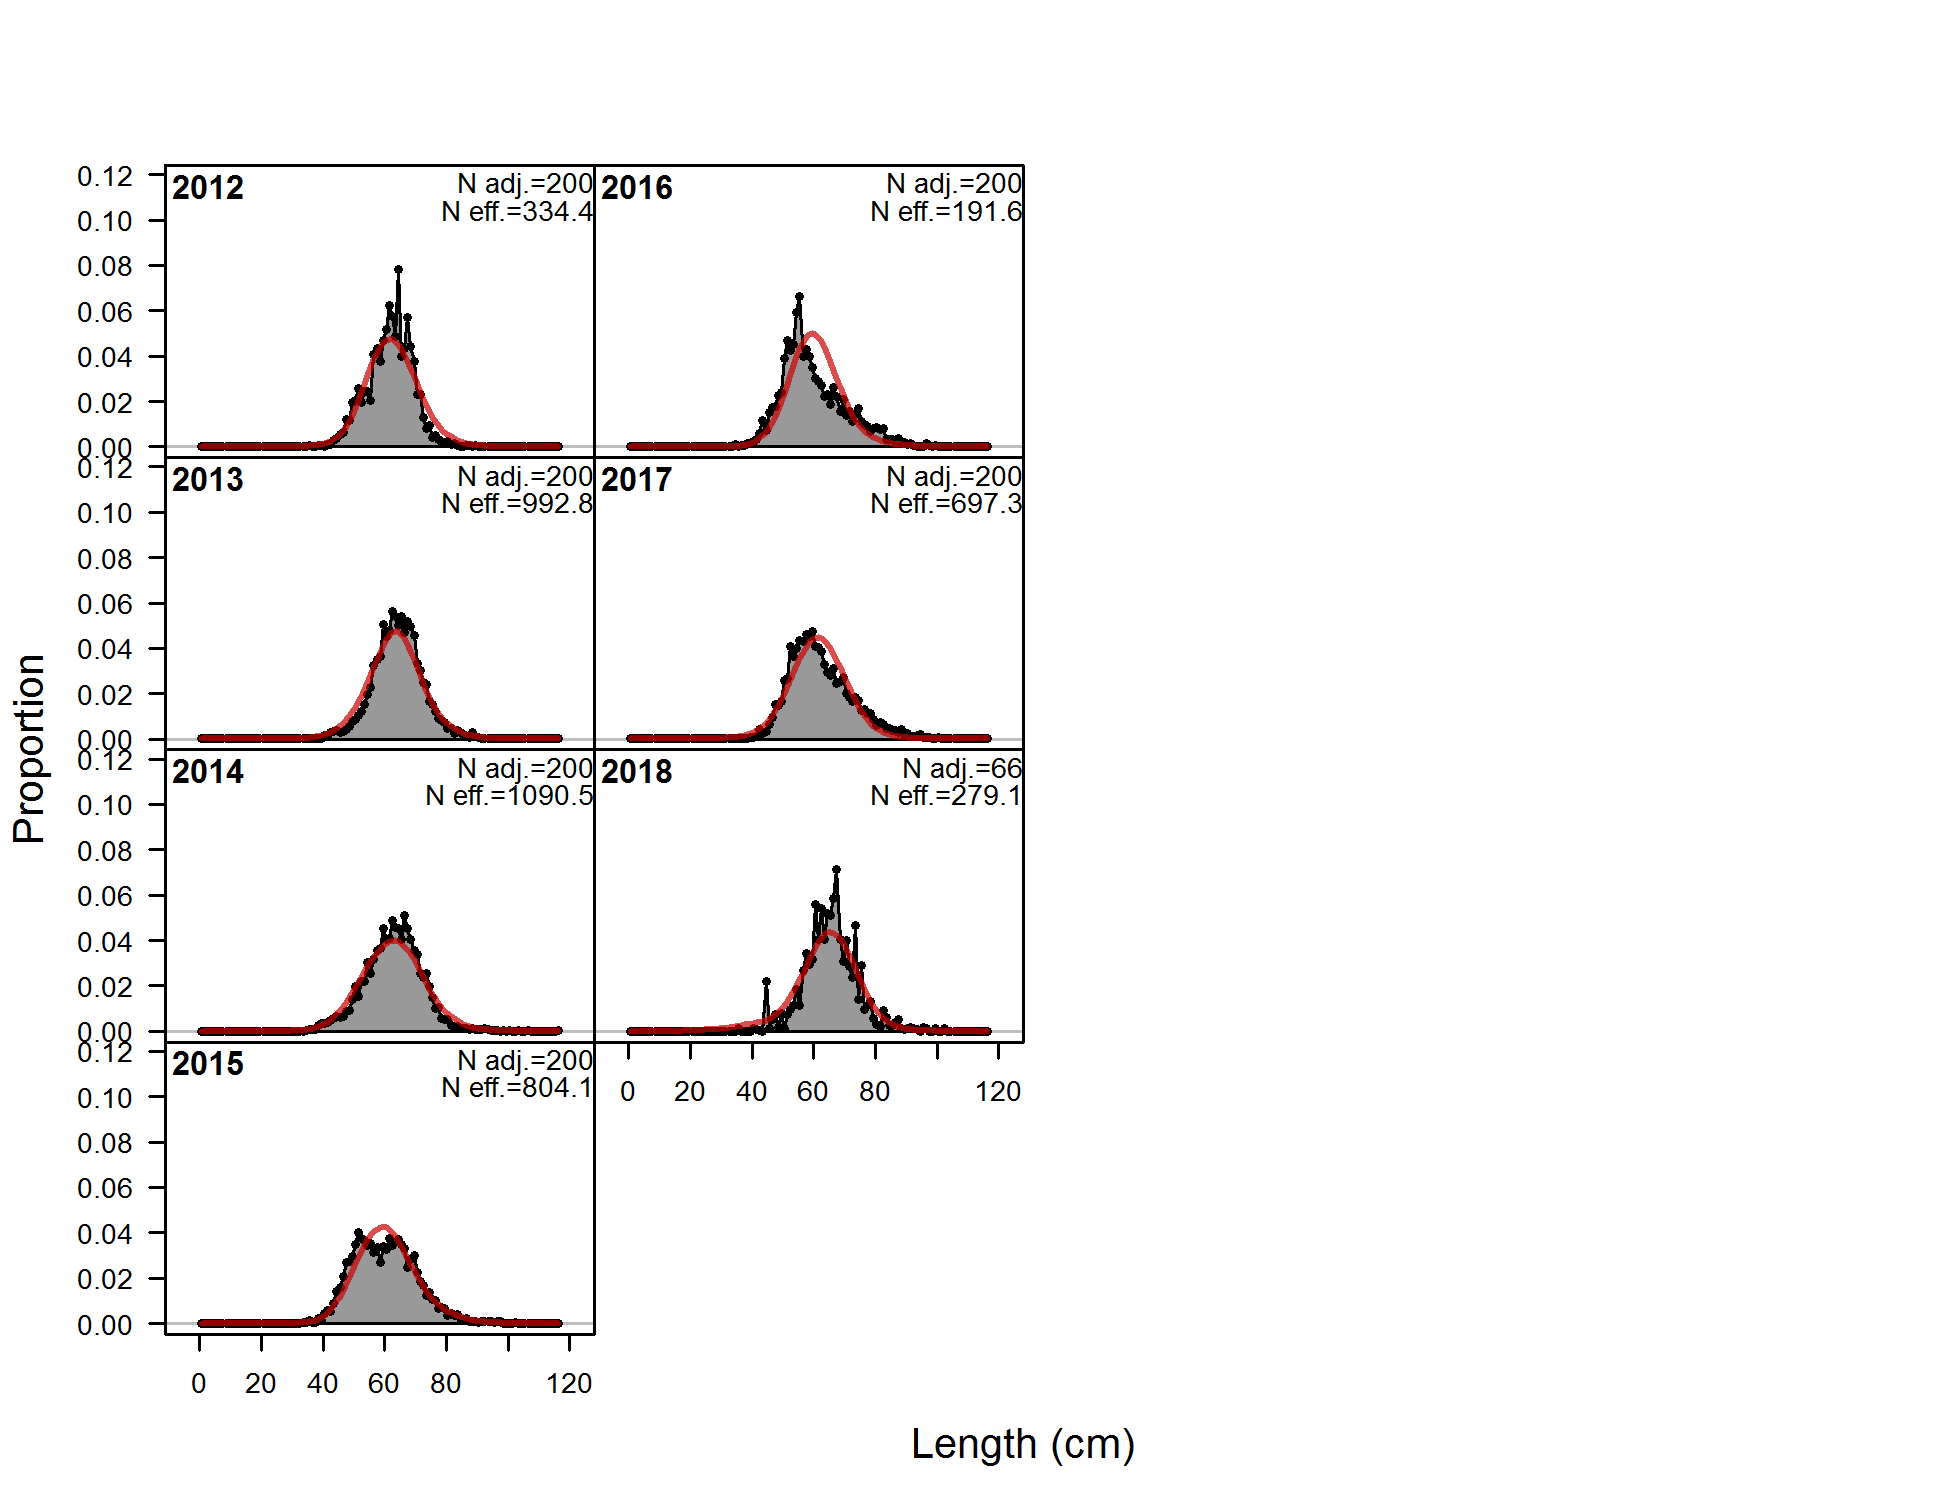 0.12
0.10
0.08
0.06
0.04
0.02
0.00
2012
N adj.=200
N eff.=334.4
2016
N adj.=200
N eff.=191.6
0.12
0.10
0.08
0.06
0.04
0.02
0.00
2013
N adj.=200
N eff.=992.8
2017
N adj.=200
N eff.=697.3
0.12
0.10
0.08
0.06
0.04
0.02
0.00
2014
N adj.=200
N eff.=1090.5
2018
N adj.=66
N eff.=279.1
0 20 40 60 80 120
0.12
0.10
0.08
0.06
0.04
0.02
0.00
2015
N adj.=200
N eff.=804.1
0 20 40 60 80 120
Proportion
Length (cm)